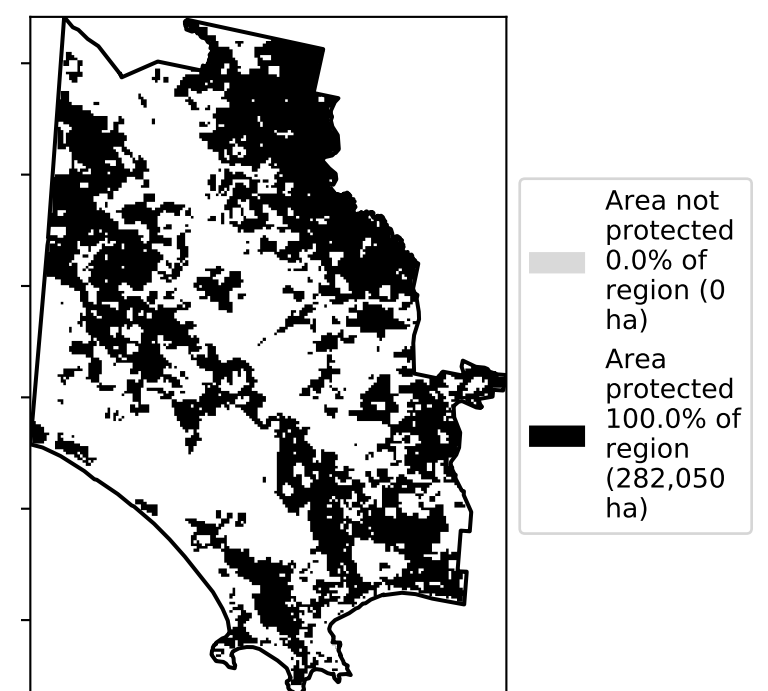 Area not
protected
0.0% of
region (0
ha)
Area
protected
100.0% of
region
(282,050
ha)